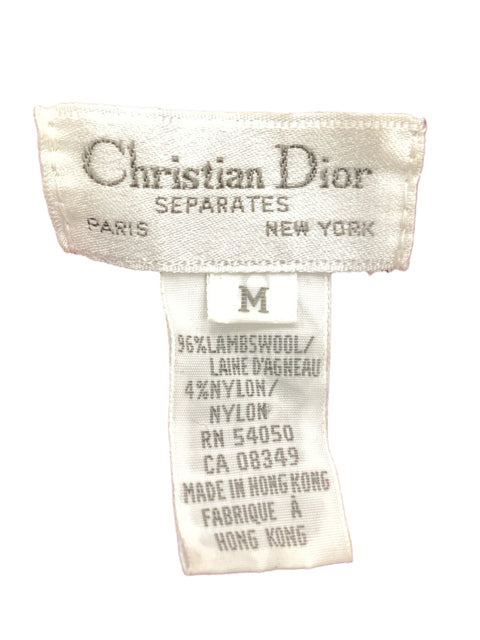 Christian Dior
SEPARATES
PARIS NEW YORK
M
96%LAMBSWOOL/
LAINE D'AGNEAU
4%NYLON/
NYLON
RN 54050
CA 08349
MADE IN HONG KONG
FABRIQUE À
HONG KONG